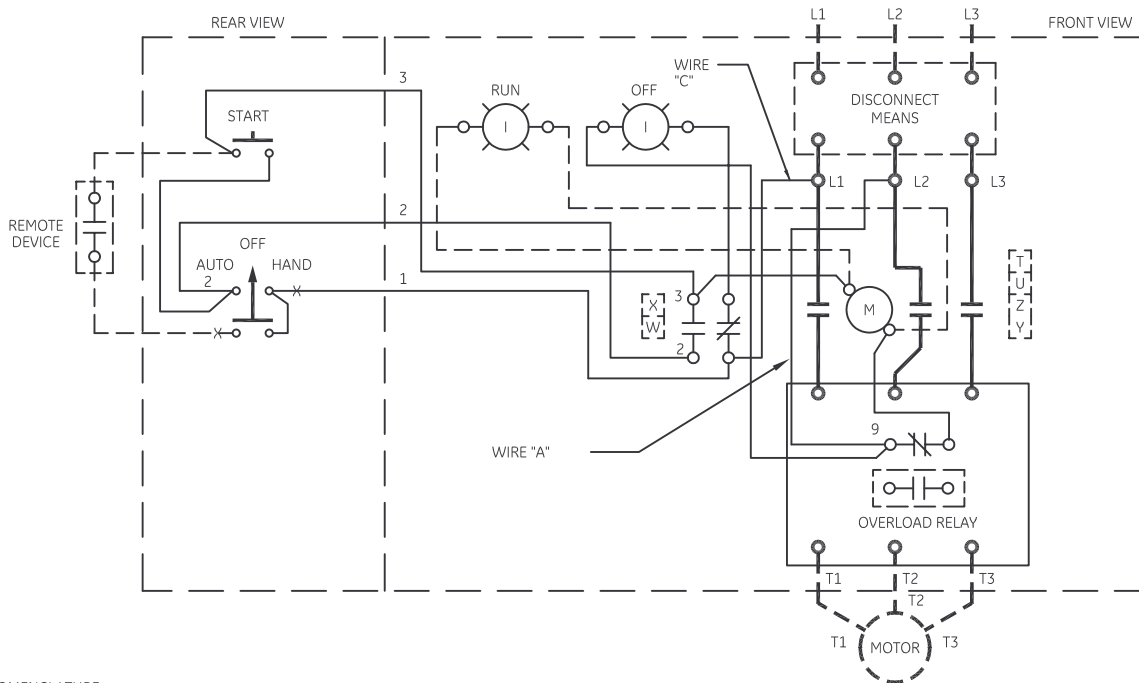 REAR VIEW
L1
L2
L3
FRONT VIEW
WIRE
"C"
3
RUN
OFF
DISCONNECT
MEANS
START
I
I
L1
L2
L3
REMOTE
DEVICE
2
OFF
AUTO
HAND
2
X
1
X
W
3
2
M
T
U
Z
Y
X
WIRE "A"
9
OVERLOAD RELAY
T1
T2
T3
T2
T1
MOTOR
T3